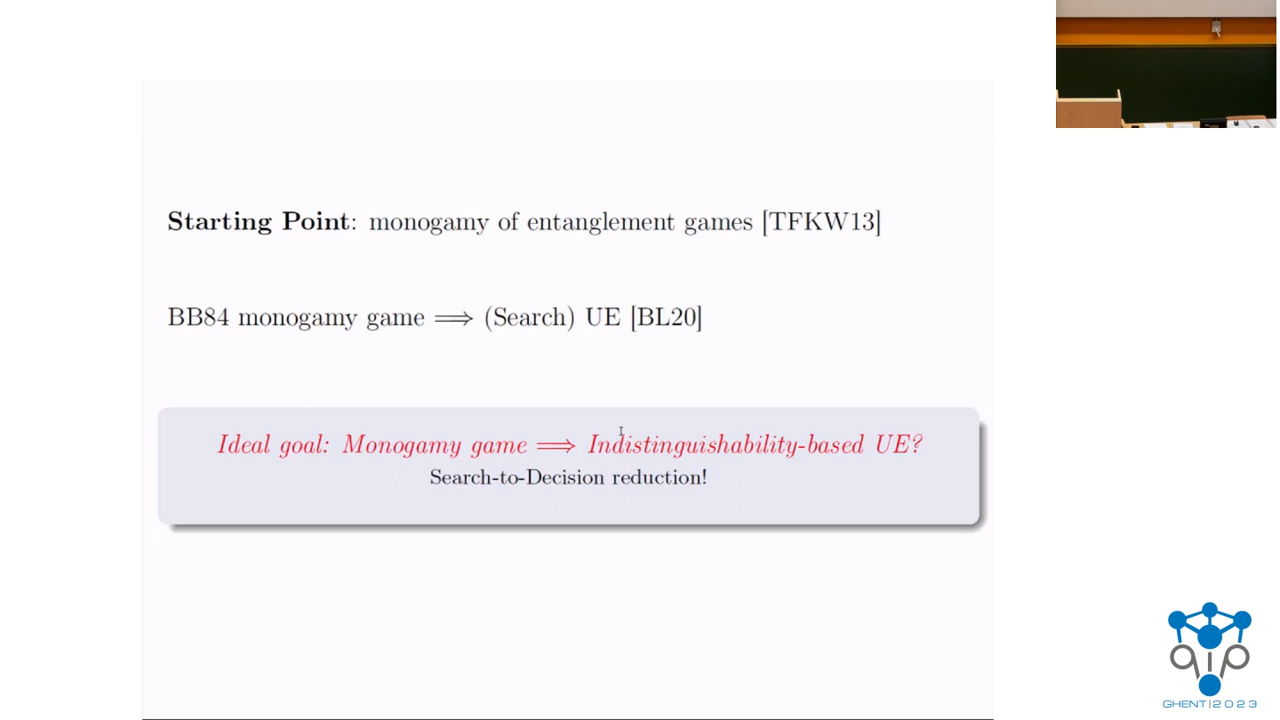 Starting Point: monogamy of entanglement games [TFKW13]
BB84 monogamy game ⟹ (Search) UE [BL20]
Ideal goal: Monogamy game ⟹ Indistinguishability-based UE?
Search-to-Decision reduction!
qip
GHENT|2023